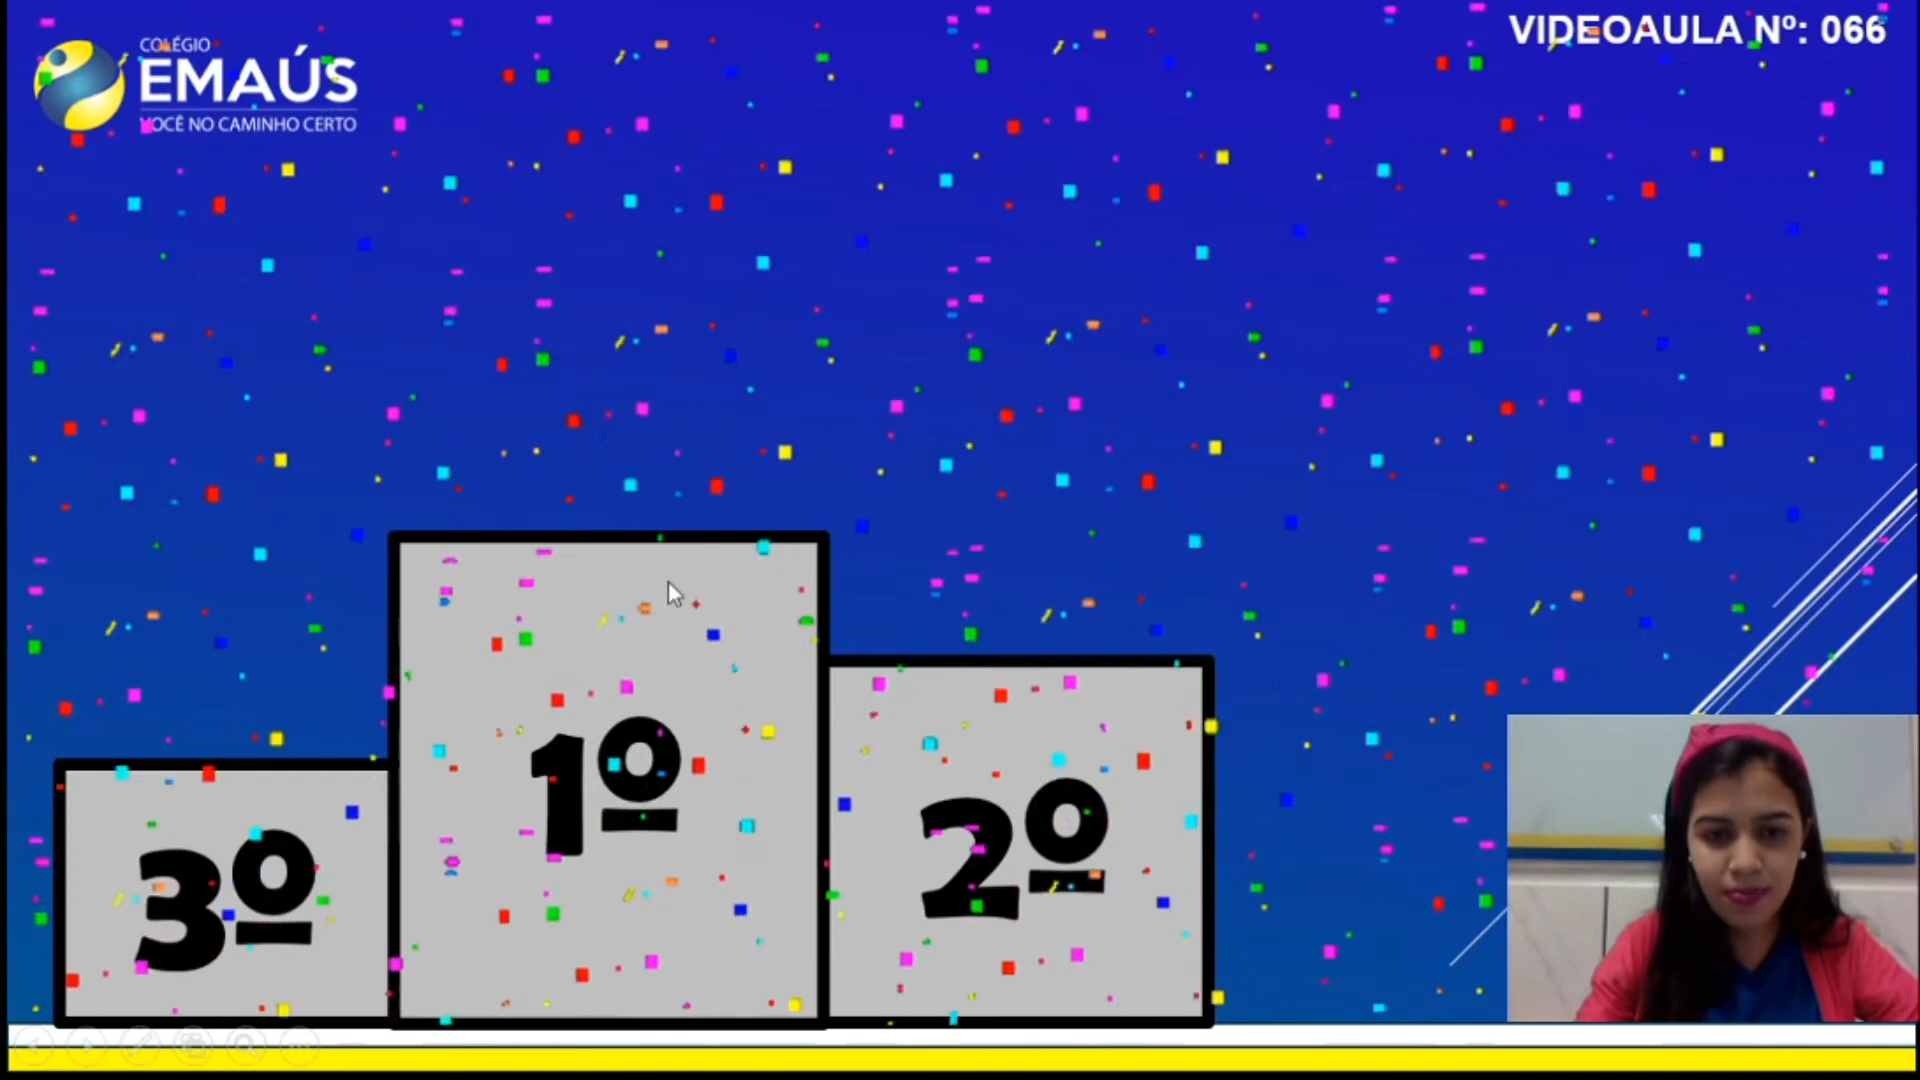 COLÉGIO
EMAÚS
VOCÊ NO CAMINHO CERTO
VIDEOAULA Nº: 066
1º
2º
3º